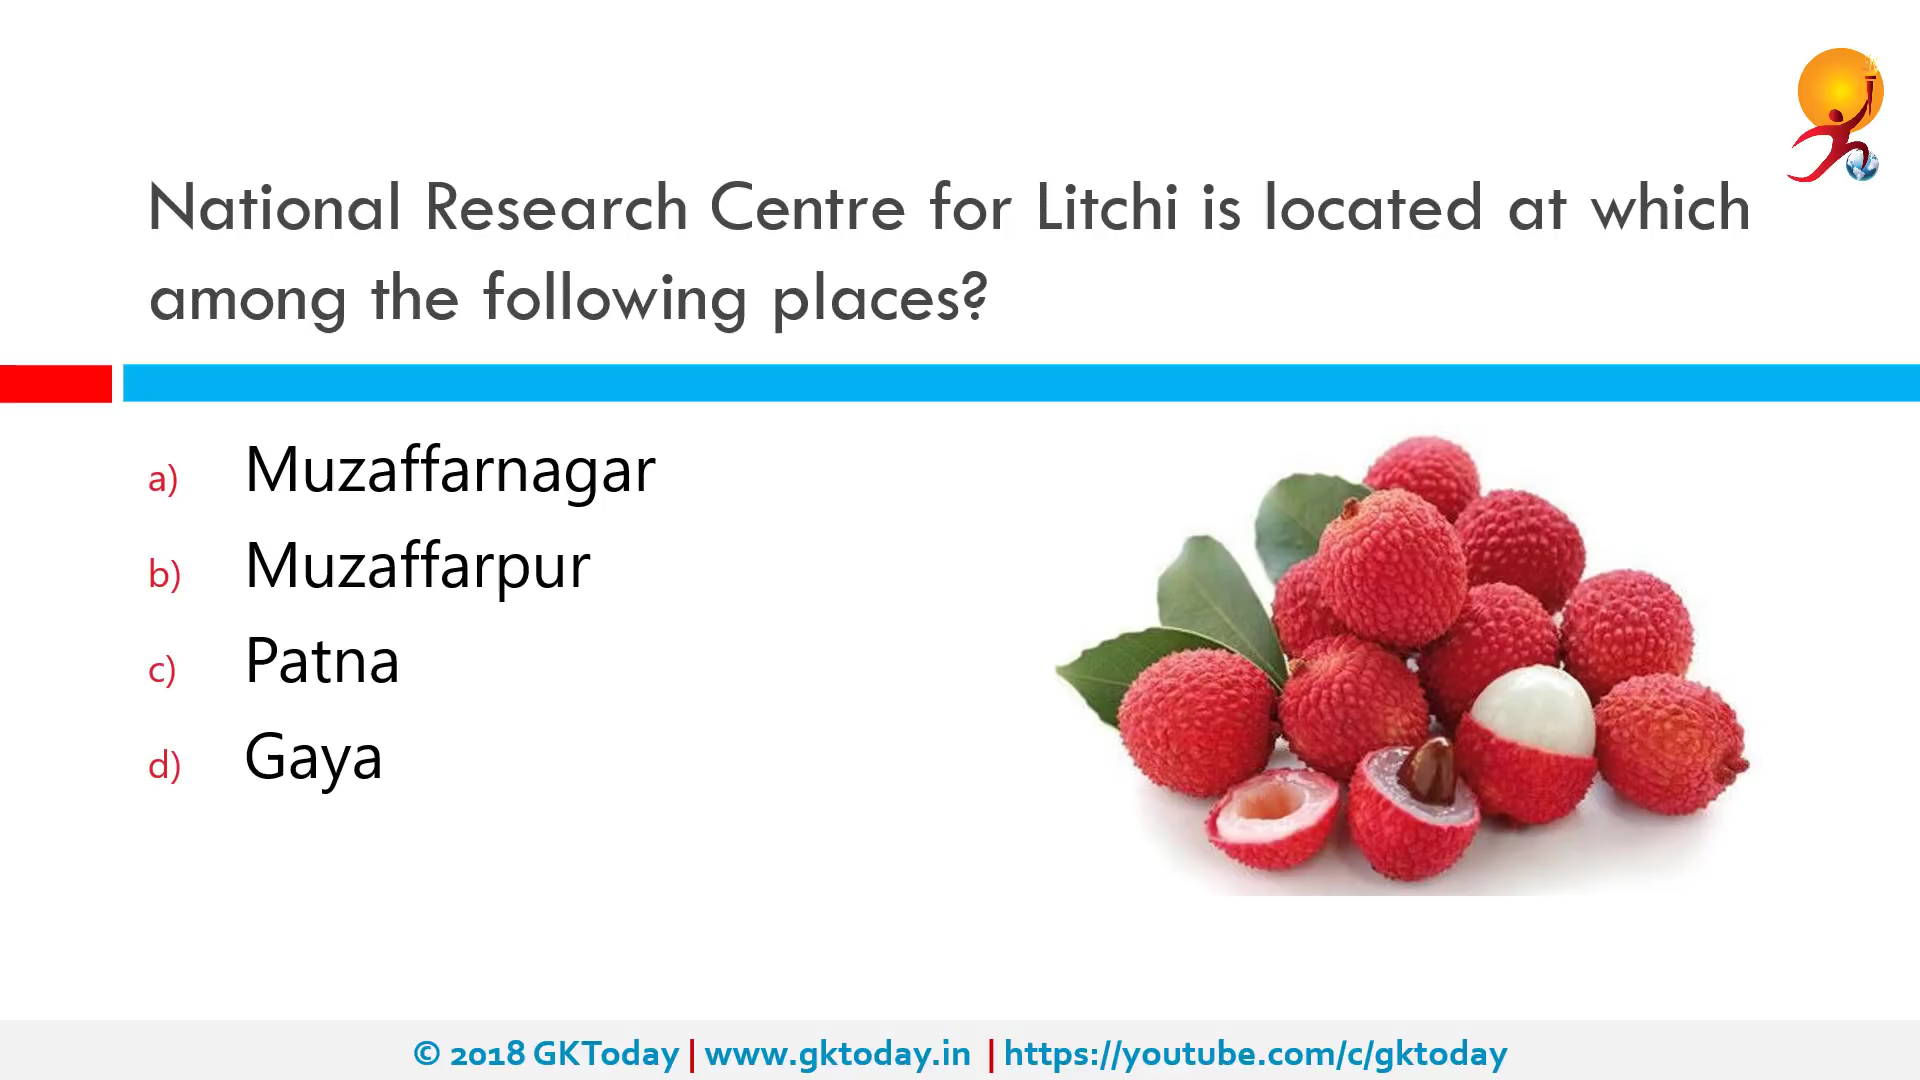 National Research Centre for Litchi is located at which
among the following places?
a) Muzaffarnagar
b) Muzaffarpur
c) Patna
d) Gaya
© 2018 GKToday | www.gktoday.in | https://youtube.com/c/gktoday